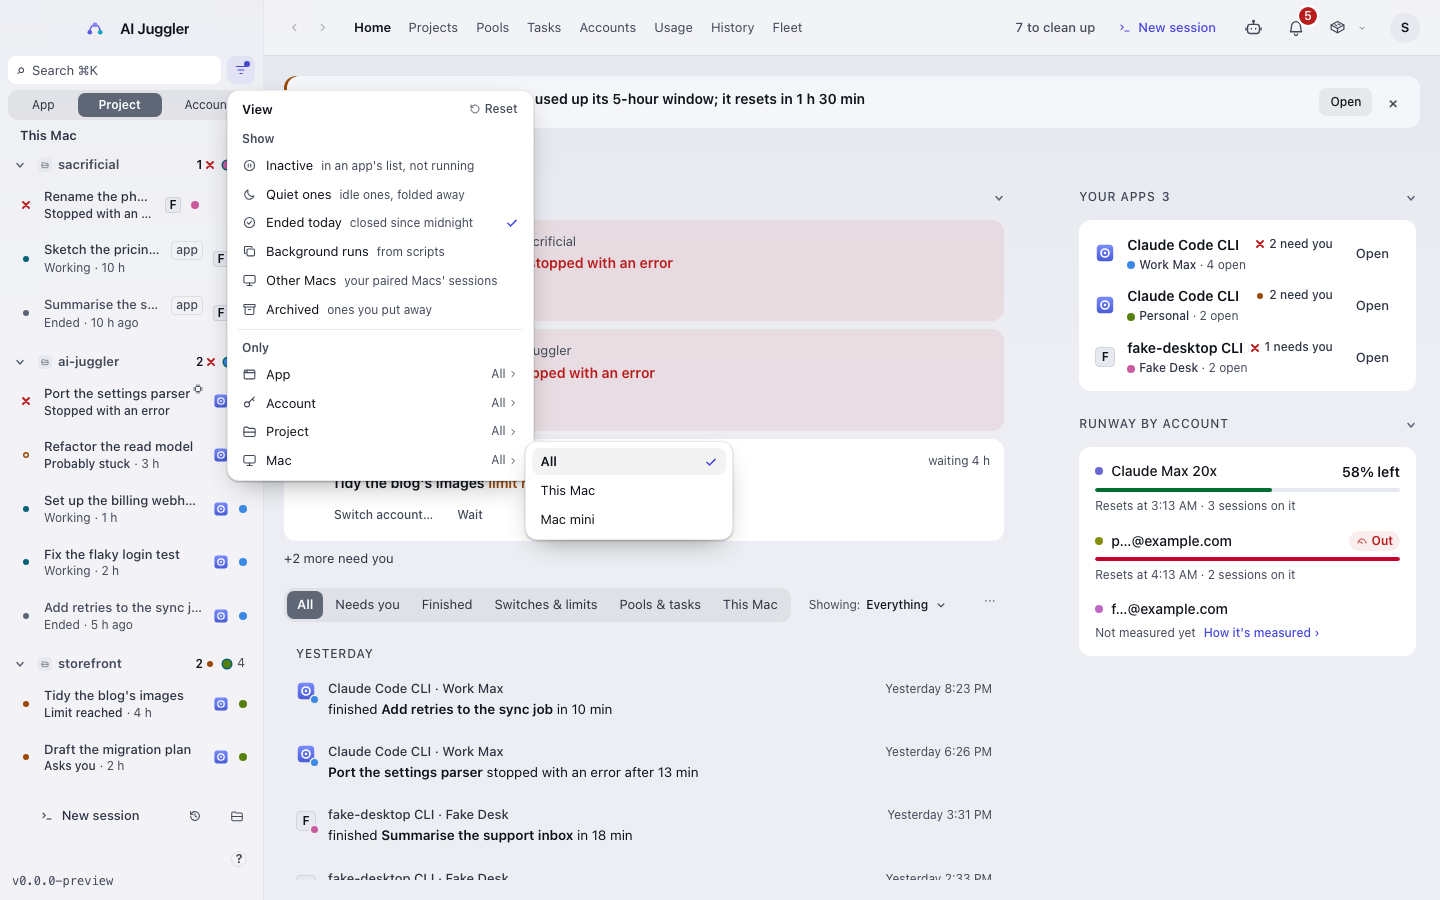 AI Juggler
Search ⌘K
App Project Accoun
This Mac
sacrificial 1
Rename the ph... F
Stopped with an ...
Sketch the pricin... app F
Working · 10 h
Summarise the s... app F
Ended · 10 h ago
ai-juggler 2
Port the settings parser
Stopped with an error
Refactor the read model
Probably stuck · 3 h
Set up the billing webh...
Working · 1 h
Fix the flaky login test
Working · 2 h
Add retries to the sync j...
Ended · 5 h ago
storefront 2 4
Tidy the blog's images
Limit reached · 4 h
Draft the migration plan
Asks you · 2 h
New session
?
v0.0.0-preview
Home Projects Pools Tasks Accounts Usage History Fleet
7 to clean up New session 5 S
used up its 5-hour window; it resets in 1 h 30 min
Open ×
View Reset
Show
Inactive in an app's list, not running
Quiet ones idle ones, folded away
Ended today closed since midnight
Background runs from scripts
Other Macs your paired Macs' sessions
Archived ones you put away
Only
App All ›
Account All ›
Project All ›
Mac All ›
All
This Mac
Mac mini
crificial
stopped with an error
uggler
pped with an error
waiting 4 h
Tidy the blog's images limit r
Switch account... Wait
+2 more need you
All Needs you Finished Switches & limits Pools & tasks This Mac Showing: Everything ...
YESTERDAY
Claude Code CLI · Work Max Yesterday 8:23 PM
finished Add retries to the sync job in 10 min
Claude Code CLI · Work Max Yesterday 6:26 PM
Port the settings parser stopped with an error after 13 min
F fake-desktop CLI · Fake Desk Yesterday 3:31 PM
finished Summarise the support inbox in 18 min
fake-desktop CLI · Fake Desk Yesterday 2:33 PM
YOUR APPS 3
Claude Code CLI 2 need you Open
Work Max · 4 open
Claude Code CLI 2 need you Open
Personal · 2 open
F fake-desktop CLI 1 needs you Open
Fake Desk · 2 open
RUNWAY BY ACCOUNT
Claude Max 20x 58% left
Resets at 3:13 AM · 3 sessions on it
p...@example.com Out
Resets at 4:13 AM · 2 sessions on it
f...@example.com
Not measured yet How it's measured ›